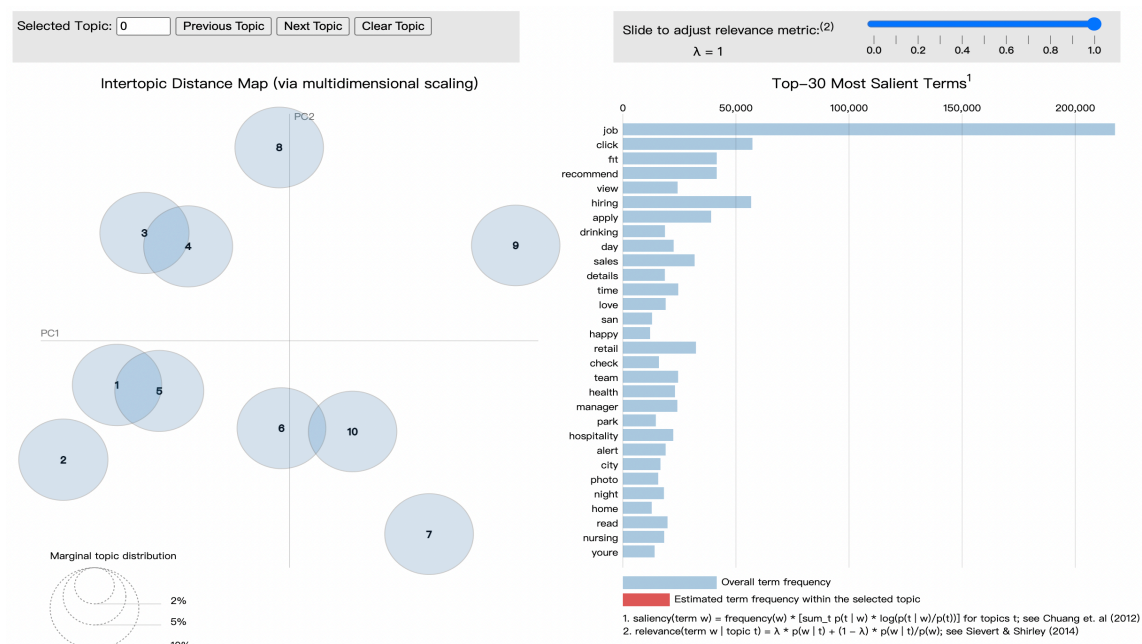 Selected Topic: 0 Previous Topic Next Topic Clear Topic
Slide to adjust relevance metric:(2)
λ = 1
0.0 0.2 0.4 0.6 0.8 1.0
Intertopic Distance Map (via multidimensional scaling)
PC2
PC1
8
3
4
9
1
5
6
10
2
7
Marginal topic distribution
2%
5%
Top-30 Most Salient Terms1
0 50,000 100,000 150,000 200,000
job
click
fit
recommend
view
hiring
apply
drinking
day
sales
details
time
love
san
happy
retail
check
team
health
manager
park
hospitality
alert
city
photo
night
home
read
nursing
youre
Overall term frequency
Estimated term frequency within the selected topic
1. saliency(term w) = frequency(w) * [sum_t p(t | w) * log(p(t | w)/p(t))] for topics t; see Chuang et. al (2012)
2. relevance(term w | topic t) = λ * p(w | t) + (1 − λ) * p(w | t)/p(w); see Sievert & Shirley (2014)